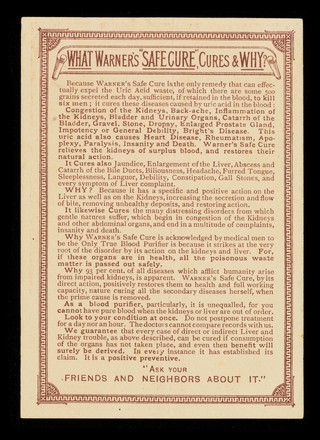 WHAT WARNER'S "SAFE CURE" CURES & WHY?
Because WARNER'S Safe Cure is the only remedy that can effec-
tually expel the Uric Acid waste, of which there are some 500
grains secreted each day, sufficient, if retained in the blood, to kill
six men; it cures these diseases caused by uric acid in the blood:
Congestion of the Kidneys, Back-ache, Inflammation of
the Kidneys, Bladder and Urinary Organs, Catarrh of the
Bladder, Gravel, Stone, Dropsy, Enlarged Prostate Gland,
Impotency or General Debility, Bright's Disease. This
uric acid also causes Heart Disease, Rheumatism, Apo-
plexy, Paralysis, Insanity and Death. Warner's Safe Cure
relieves the kidneys of surplus blood, and restores their
natural action.
It Cures also Jaundice, Enlargement of the Liver, Abscess and
Catarrh of the Bile Ducts, Biliousness, Headache, Furred Tongue,
Sleeplessness, Languor, Debility, Constipation, Gall Stones, and
every symptom of Liver complaint.
WHY? Because it has a specific and positive action on the
Liver as well as on the Kidneys, increasing the secretion and flow
of bile, removing unhealthy deposits, and restoring action.
It likewise Cures the many distressing disorders from which
gentle natures suffer, which begin in congestion of the Kidneys
and other abdominal organs, and end in a multitude of complaints,
insanity and death.
Why WARNER'S Safe Cure is acknowledged by medical men to
be the Only True Blood Purifier is because it strikes at the very
root of the disorder by its action on the kidneys and liver. For,
if these organs are in health, all the poisonous waste
matter is passed out safely.
Why 93 per cent. of all diseases which afflict humanity arise
from impaired kidneys, is apparent. WARNER'S Safe Cure, by its
direct action, positively restores them to health and full working
capacity, nature curing all the secondary diseases herself, when
the prime cause is removed.
As a blood purifier, particularly, it is unequalled, for you
cannot have pure blood when the kidneys or liver are out of order.
Look to your condition at once. Do not postpone treatment
for a day nor an hour. The doctors cannot compare records with us.
We guarantee that every case of direct or indirect Liver and
Kidney trouble, as above described, can be cured if consumption
of the organs has not taken place, and even then benefit will
surely be derived. In every instance it has established its
claim. It is a positive preventive.
"ASK YOUR
FRIENDS AND NEIGHBORS ABOUT IT."